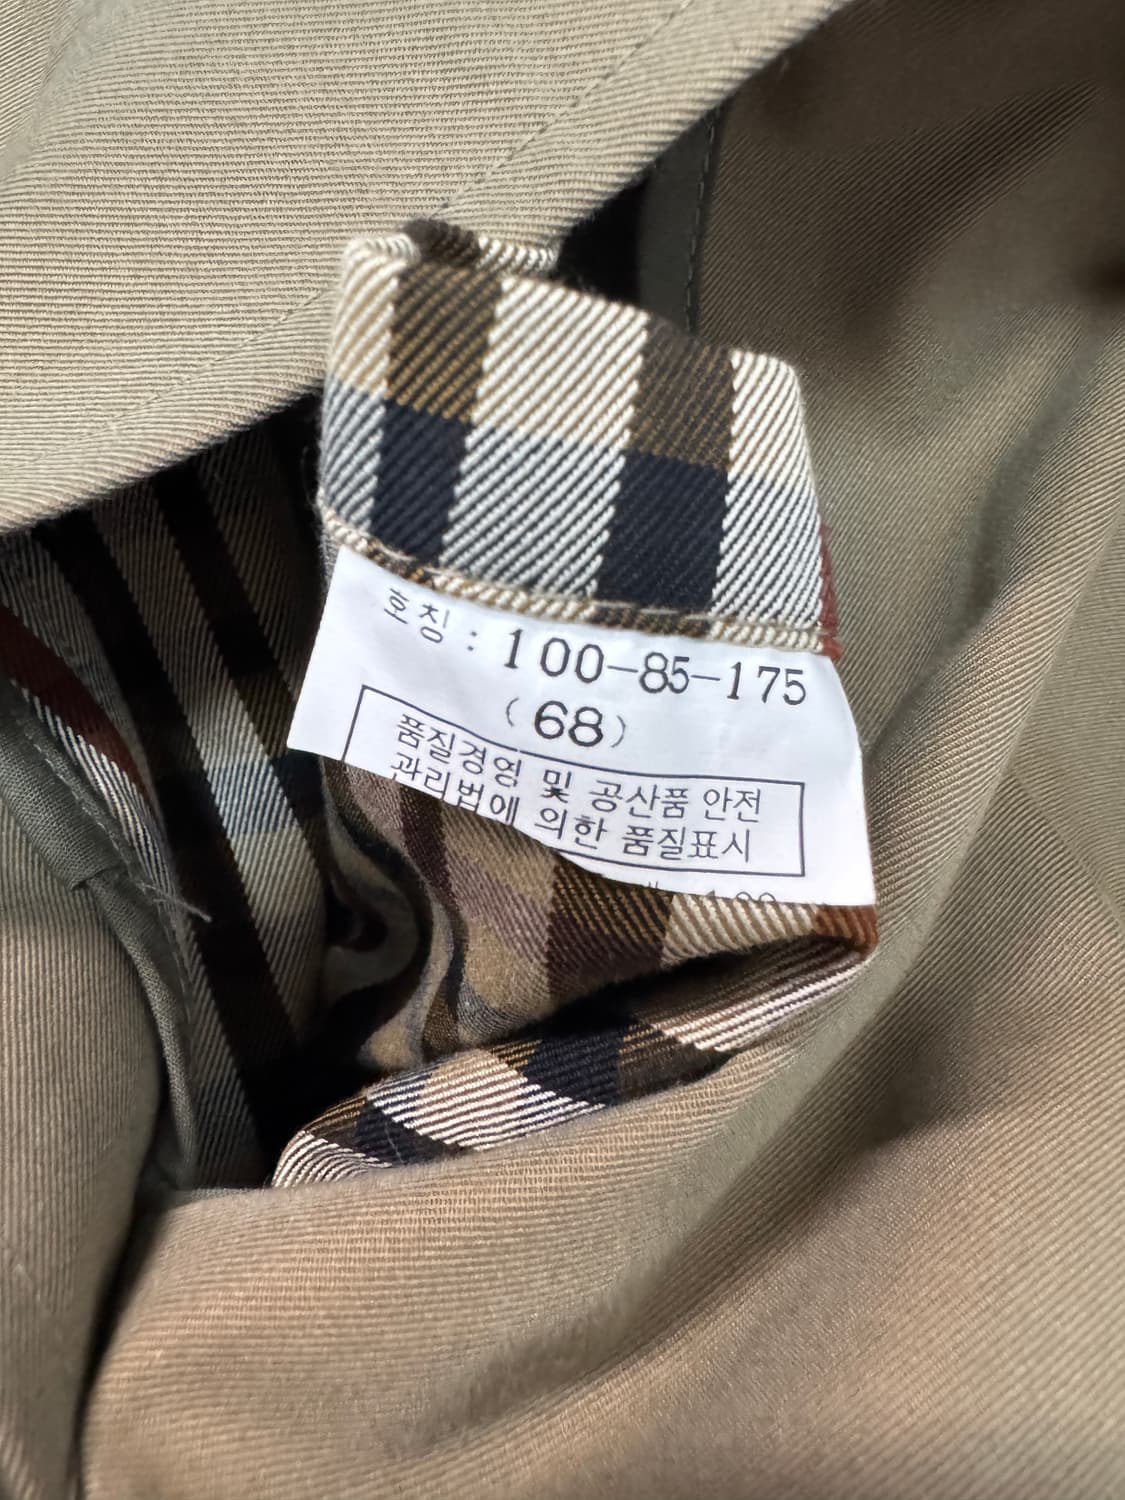 호칭 : 100-85-175
(68)
품질경영 및 공산품 안전
관리법에 의한 품질표시